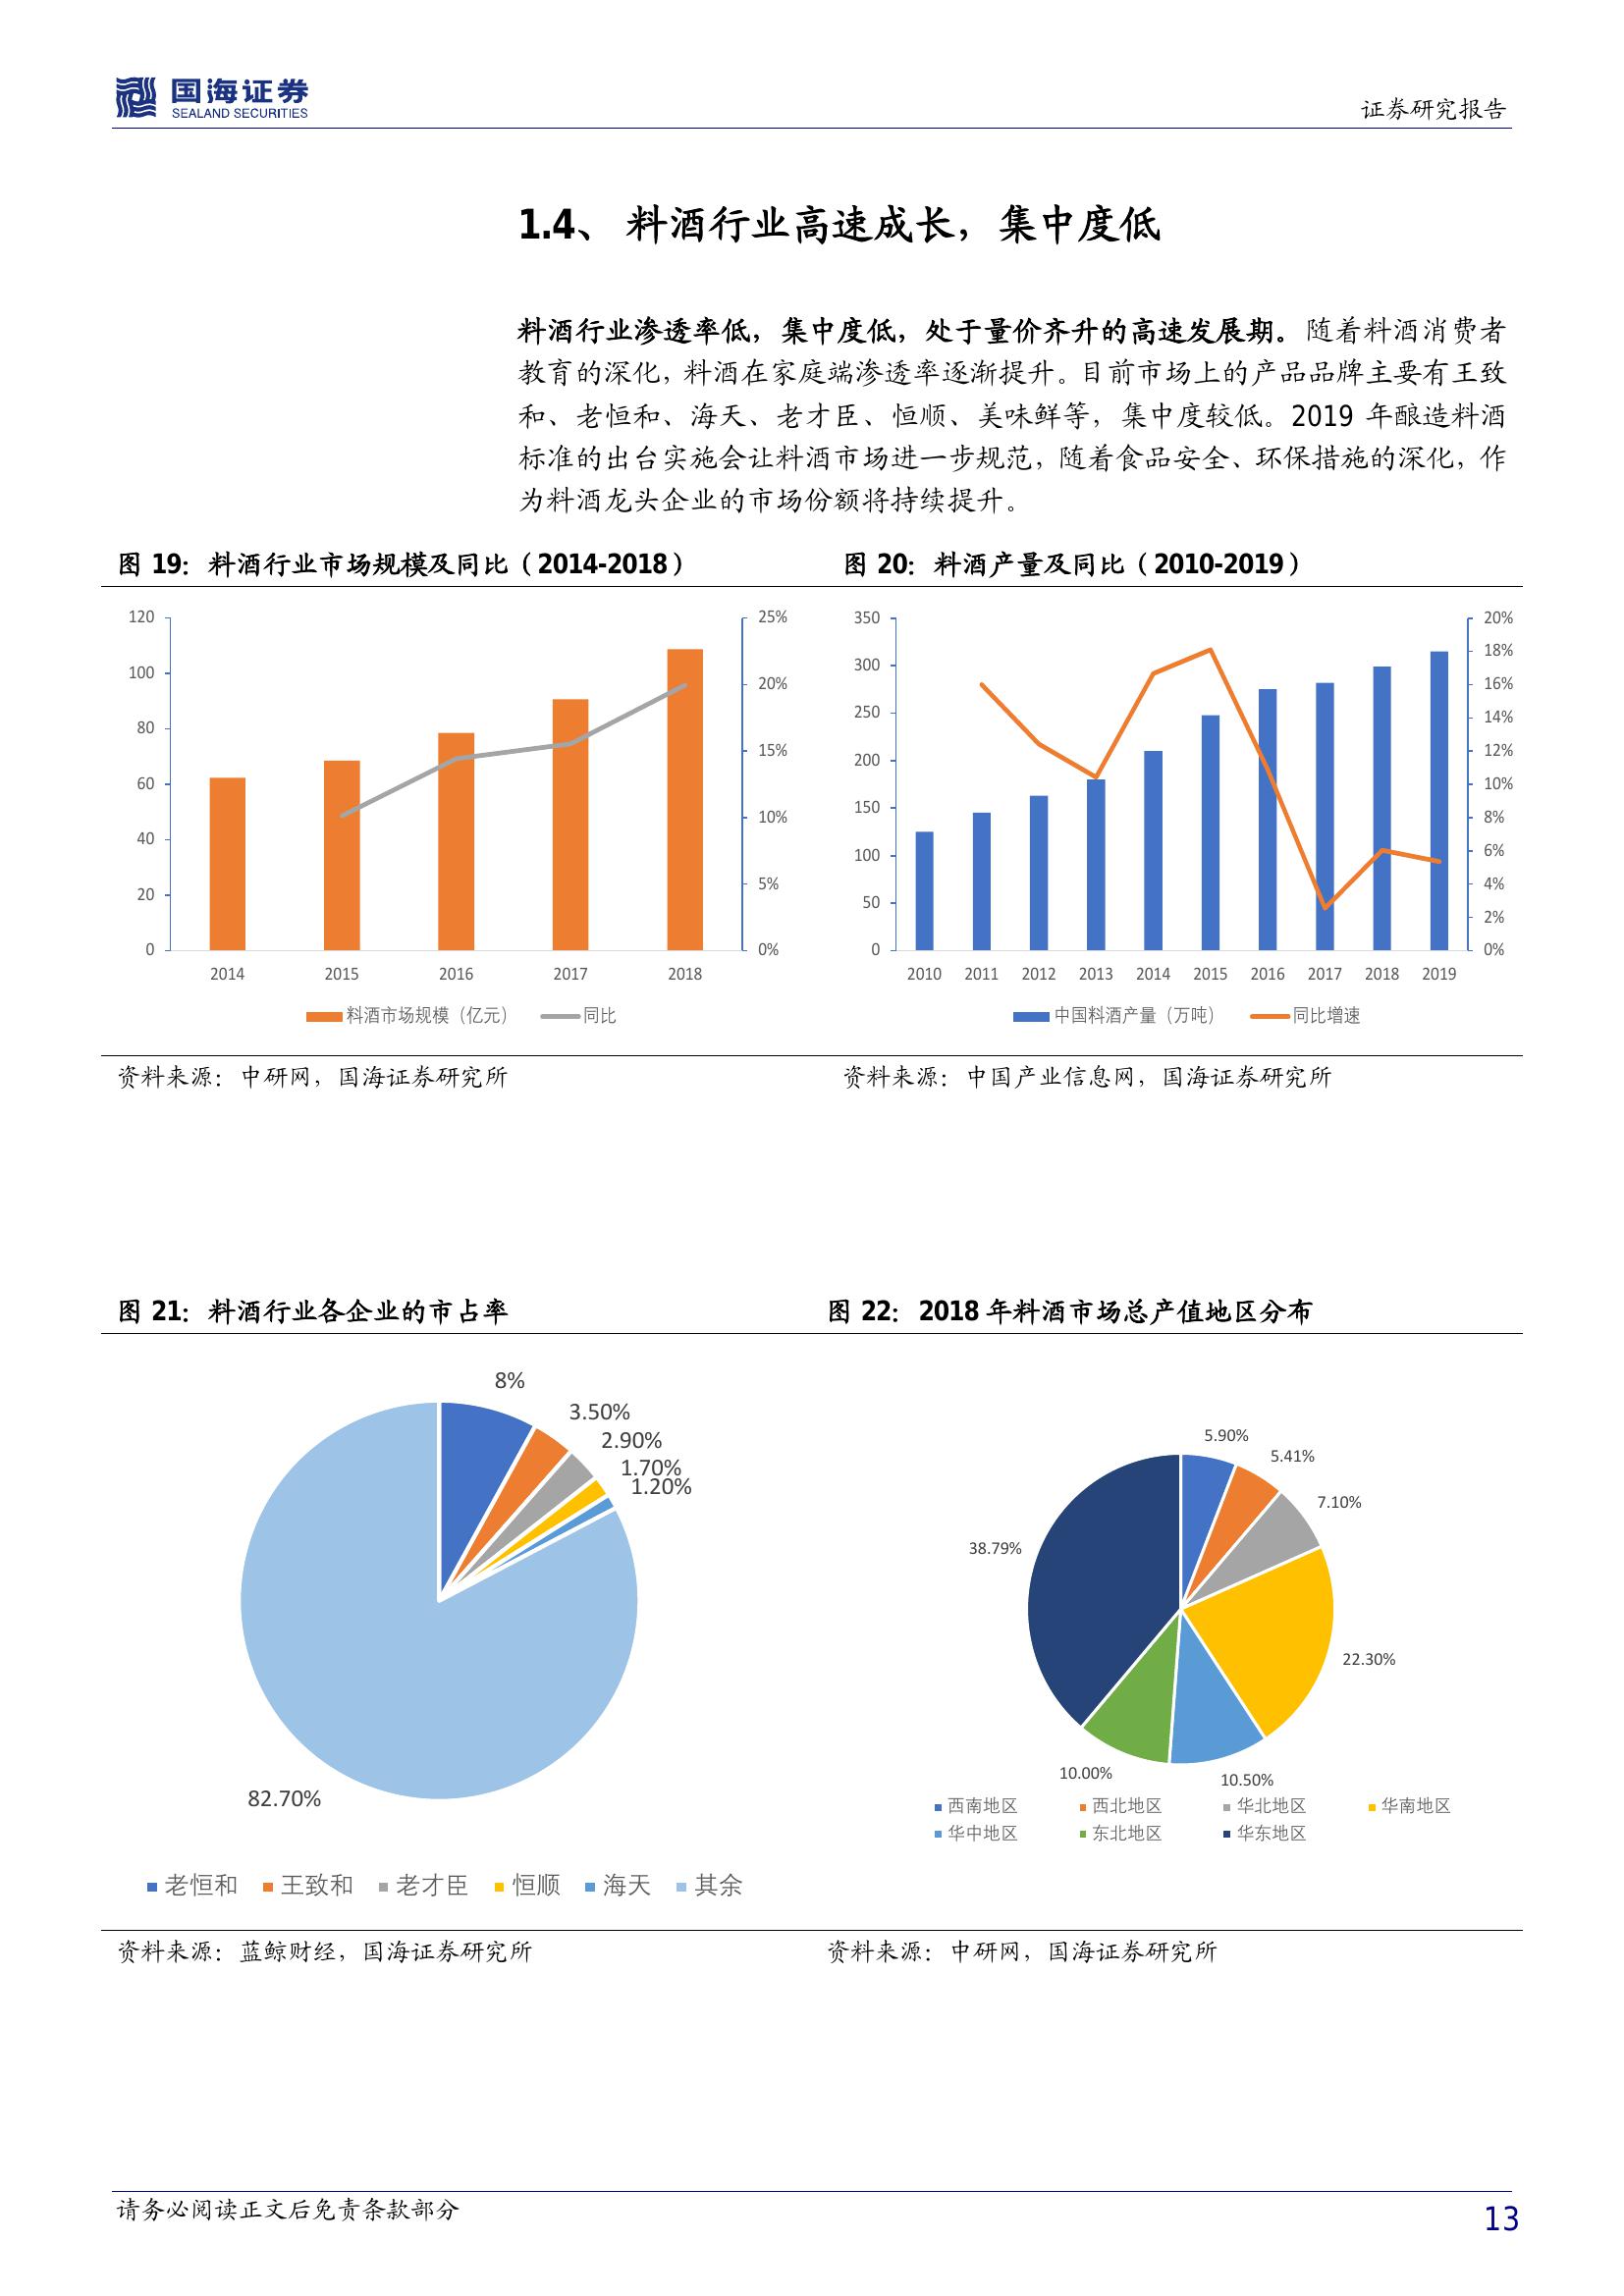 国海证券
SEALAND SECURITIES
证券研究报告
1.4、 料酒行业高速成长，集中度低
料酒行业渗透率低，集中度低，处于量价齐升的高速发展期。随着料酒消费者
教育的深化，料酒在家庭端渗透率逐渐提升。目前市场上的产品品牌主要有王致
和、老恒和、海天、老才臣、恒顺、美味鲜等，集中度较低。2019 年酿造料酒
标准的出台实施会让料酒市场进一步规范，随着食品安全、环保措施的深化，作
为料酒龙头企业的市场份额将持续提升。
图 19：料酒行业市场规模及同比（2014-2018）
120
100
80
60
40
20
0
25%
20%
15%
10%
5%
0%
2014 2015 2016 2017 2018
料酒市场规模（亿元） 同比
资料来源：中研网，国海证券研究所
图 20：料酒产量及同比（2010-2019）
350
300
250
200
150
100
50
0
20%
18%
16%
14%
12%
10%
8%
6%
4%
2%
0%
2010 2011 2012 2013 2014 2015 2016 2017 2018 2019
中国料酒产量（万吨） 同比增速
资料来源：中国产业信息网，国海证券研究所
图 21：料酒行业各企业的市占率
8%
3.50%
2.90%
1.70%
1.20%
82.70%
老恒和 王致和 老才臣 恒顺 海天 其余
资料来源：蓝鲸财经，国海证券研究所
图 22：2018 年料酒市场总产值地区分布
5.90%
5.41%
7.10%
38.79%
22.30%
10.00%
10.50%
西南地区 西北地区 华北地区 华南地区
华中地区 东北地区 华东地区
资料来源：中研网，国海证券研究所
请务必阅读正文后免责条款部分
13